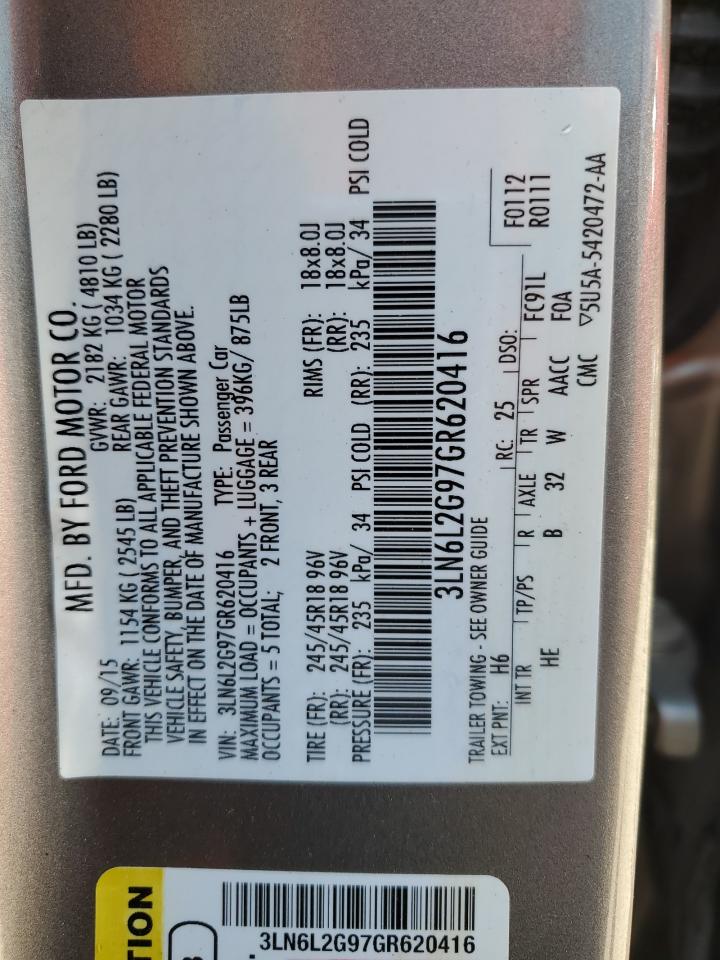 MFD. BY FORD MOTOR CO.
DATE: 09/15 GVWR: 2182 KG ( 4810 LB)
FRONT GAWR: 1154 KG ( 2545 LB) REAR GAWR: 1034 KG ( 2280 LB)
THIS VEHICLE CONFORMS TO ALL APPLICABLE FEDERAL MOTOR
VEHICLE SAFETY, BUMPER, AND THEFT PREVENTION STANDARDS
IN EFFECT ON THE DATE OF MANUFACTURE SHOWN ABOVE.
VIN: 3LN6L2G97GR620416 TYPE: Passenger Car
MAXIMUM LOAD = OCCUPANTS + LUGGAGE = 396KG/ 875LB
OCCUPANTS = 5 TOTAL; 2 FRONT, 3 REAR
TIRE (FR): 245/45R18 96V RIMS (FR): 18x8.0J
(RR): 245/45R18 96V (RR): 18x8.0J
PRESSURE (FR): 235 kPa/ 34 PSI COLD (RR): 235 kPa/ 34 PSI COLD
3LN6L2G97GR620416
TRAILER TOWING - SEE OWNER GUIDE
EXT PNT: H6 RC: 25 DSO: F0112
R0111
INT TR TP/PS R AXLE TR SPR FC91L
HE B 32 W AACC F0A
CMC ▽5U5A-5420472-AA
TION
3LN6L2G97GR620416